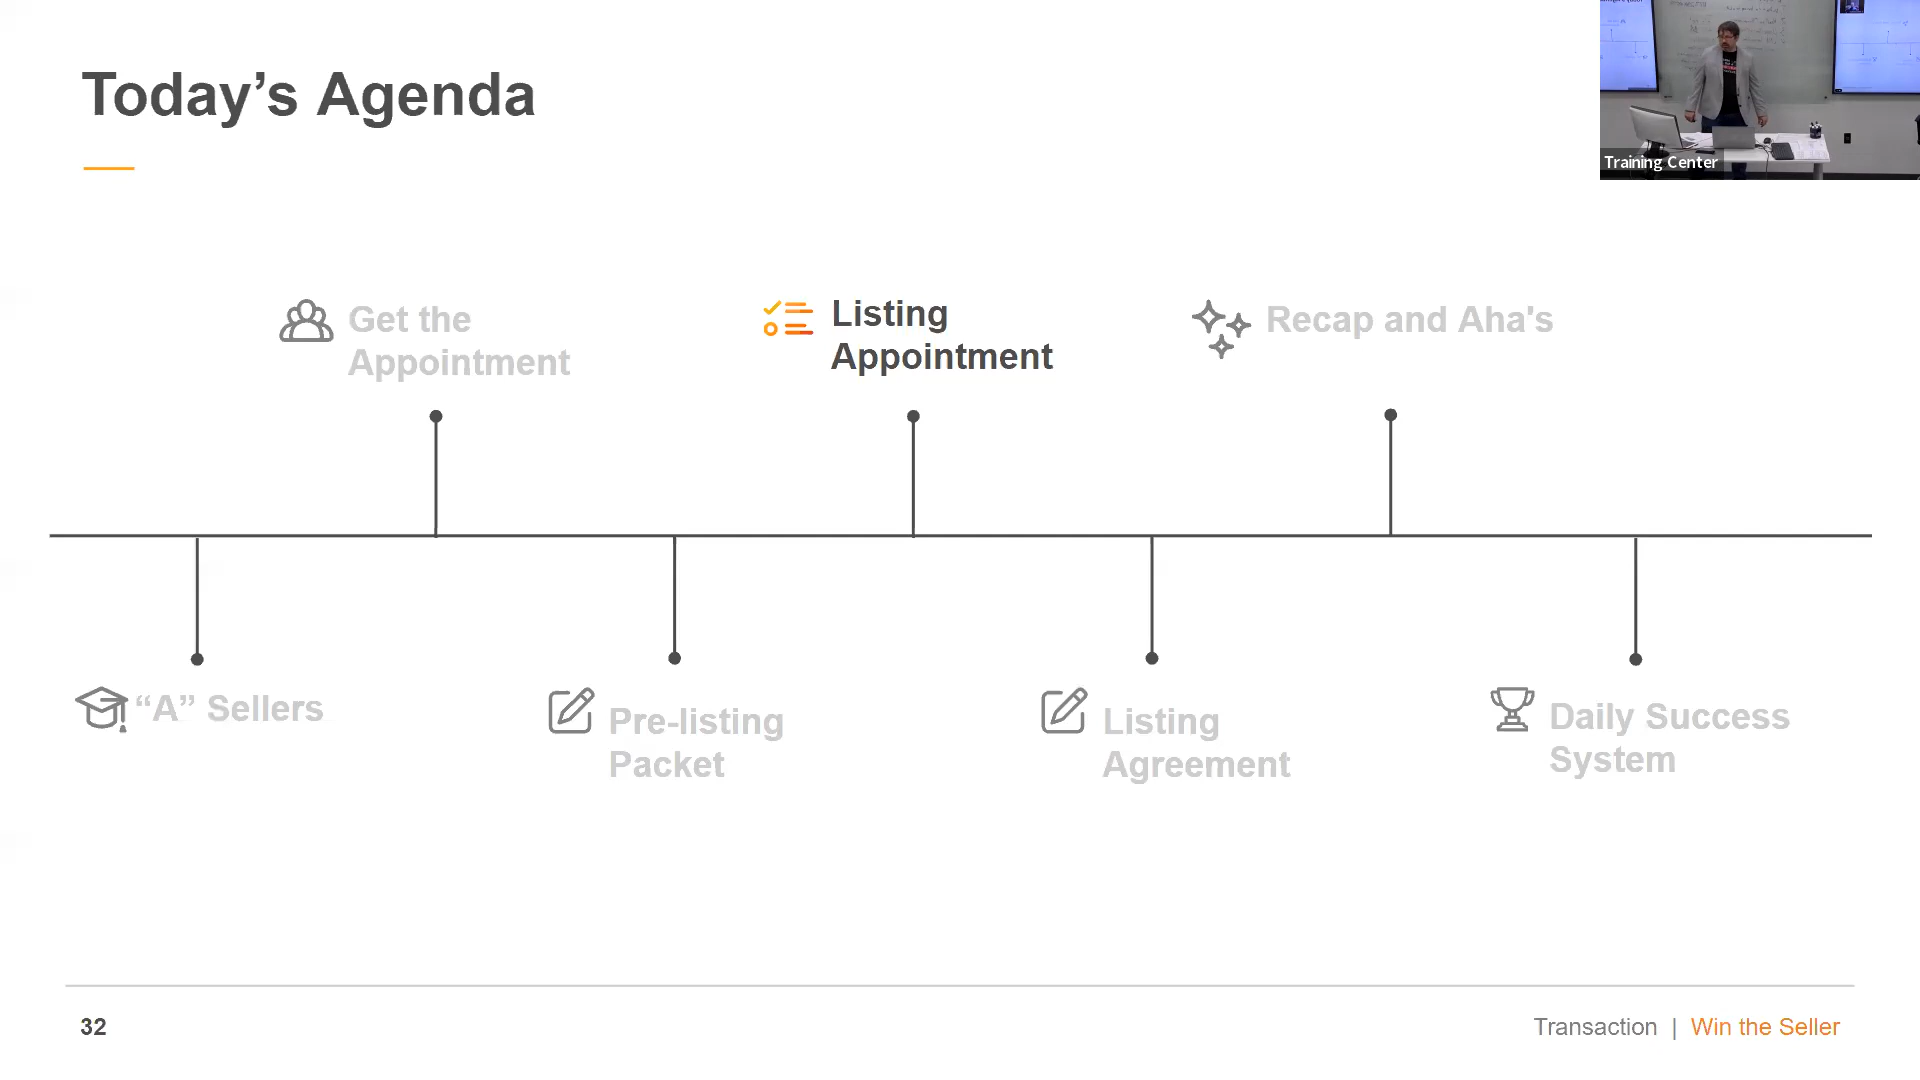 Today’s Agenda
Training Center
Get the
Appointment
Listing
Appointment
Recap and Aha's
“A” Sellers
Pre-listing
Packet
Listing
Agreement
Daily Success
System
32
Transaction | Win the Seller